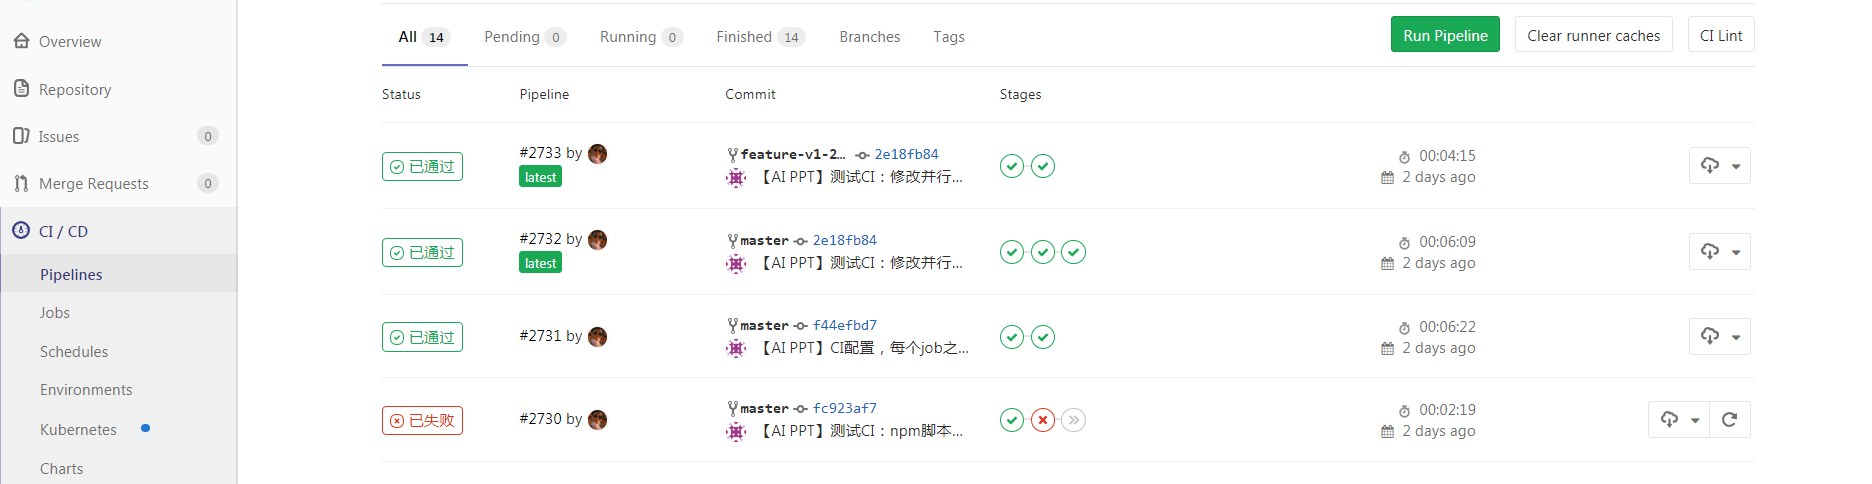 Overview
Repository
Issues 0
Merge Requests 0
CI / CD
Pipelines
Jobs
Schedules
Environments
Kubernetes
Charts
All 14 Pending 0 Running 0 Finished 14 Branches Tags
Run Pipeline Clear runner caches CI Lint
Status Pipeline Commit Stages
已通过 #2733 by feature-v1-2… 2e18fb84 00:04:15
latest 【AI PPT】测试CI：修改并行… 2 days ago
已通过 #2732 by master 2e18fb84 00:06:09
latest 【AI PPT】测试CI：修改并行… 2 days ago
已通过 #2731 by master f44efbd7 00:06:22
【AI PPT】CI配置，每个job之… 2 days ago
已失败 #2730 by master fc923af7 00:02:19
【AI PPT】测试CI：npm脚本… 2 days ago